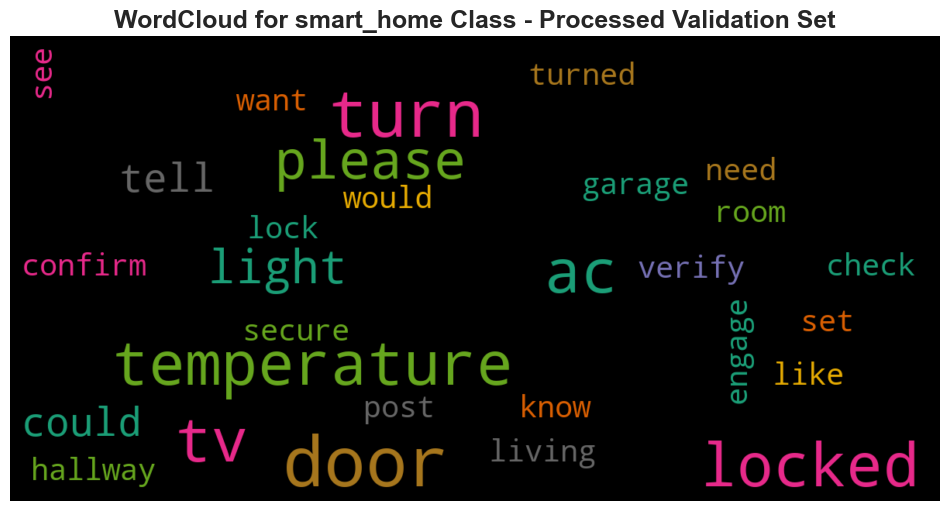 WordCloud for smart_home Class - Processed Validation Set
see
turned
want
turn
please
tell
would
garage
need
room
lock
confirm
light
ac
verify
check
secure
temperature
engage
set
like
post
know
could
tv
door
living
locked
hallway